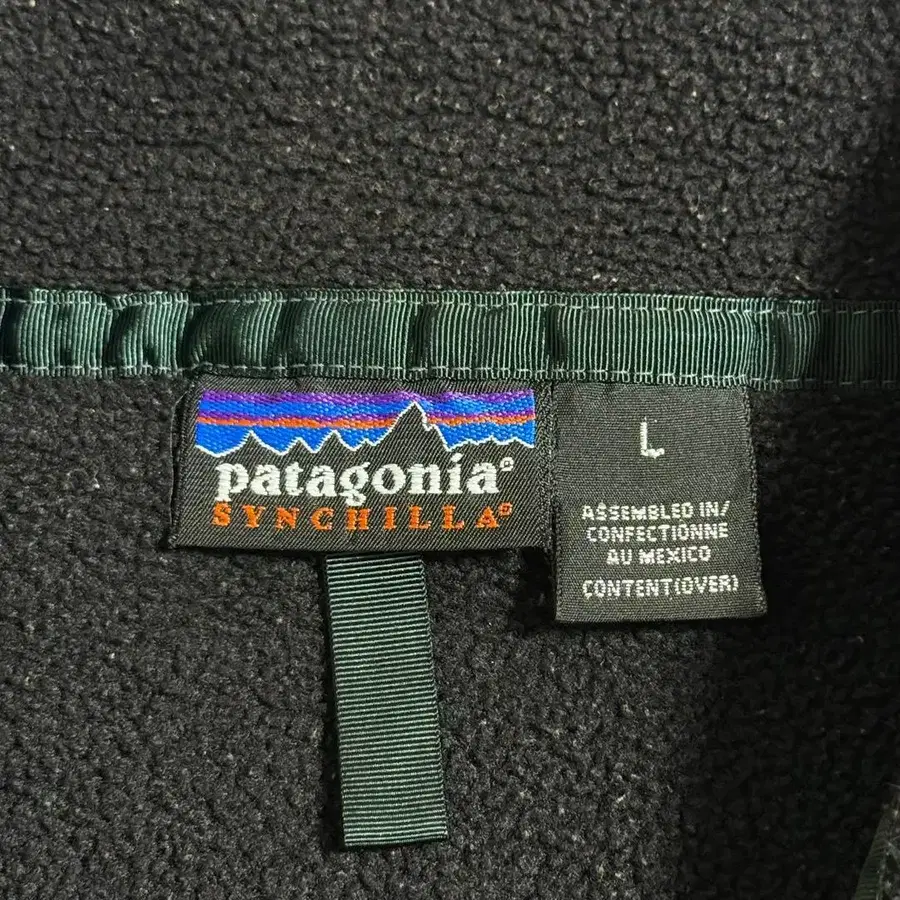 patagonia®
SYNCHILLA®
L
ASSEMBLED IN/
CONFECTIONNE
AU MEXICO
CONTENT(OVER)